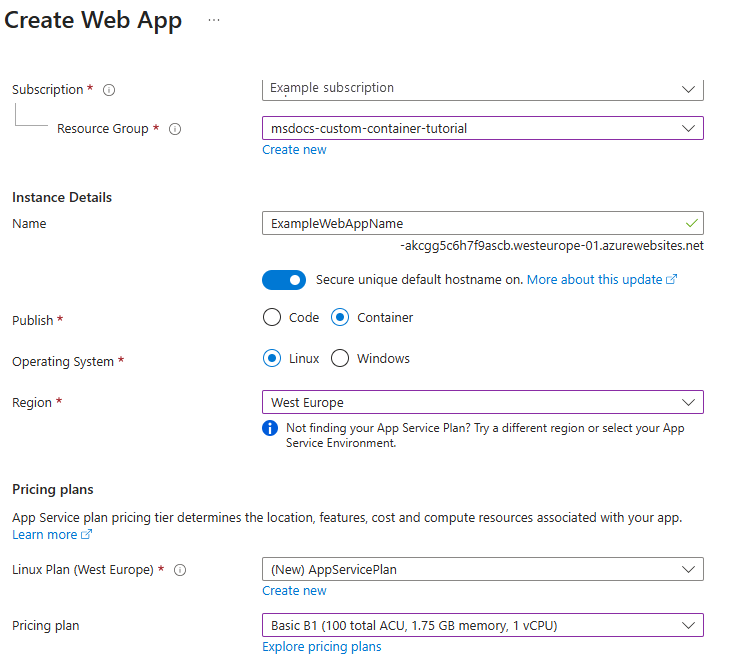 Create Web App ...
Subscription *
Example subscription
Resource Group *
msdocs-custom-container-tutorial
Create new
Instance Details
Name
ExampleWebAppName
-akcgg5c6h7f9ascb.westeurope-01.azurewebsites.net
Secure unique default hostname on. More about this update
Publish *
Code
Container
Operating System *
Linux
Windows
Region *
West Europe
Not finding your App Service Plan? Try a different region or select your App
Service Environment.
Pricing plans
App Service plan pricing tier determines the location, features, cost and compute resources associated with your app.
Learn more
Linux Plan (West Europe) *
(New) AppServicePlan
Create new
Pricing plan
Basic B1 (100 total ACU, 1.75 GB memory, 1 vCPU)
Explore pricing plans